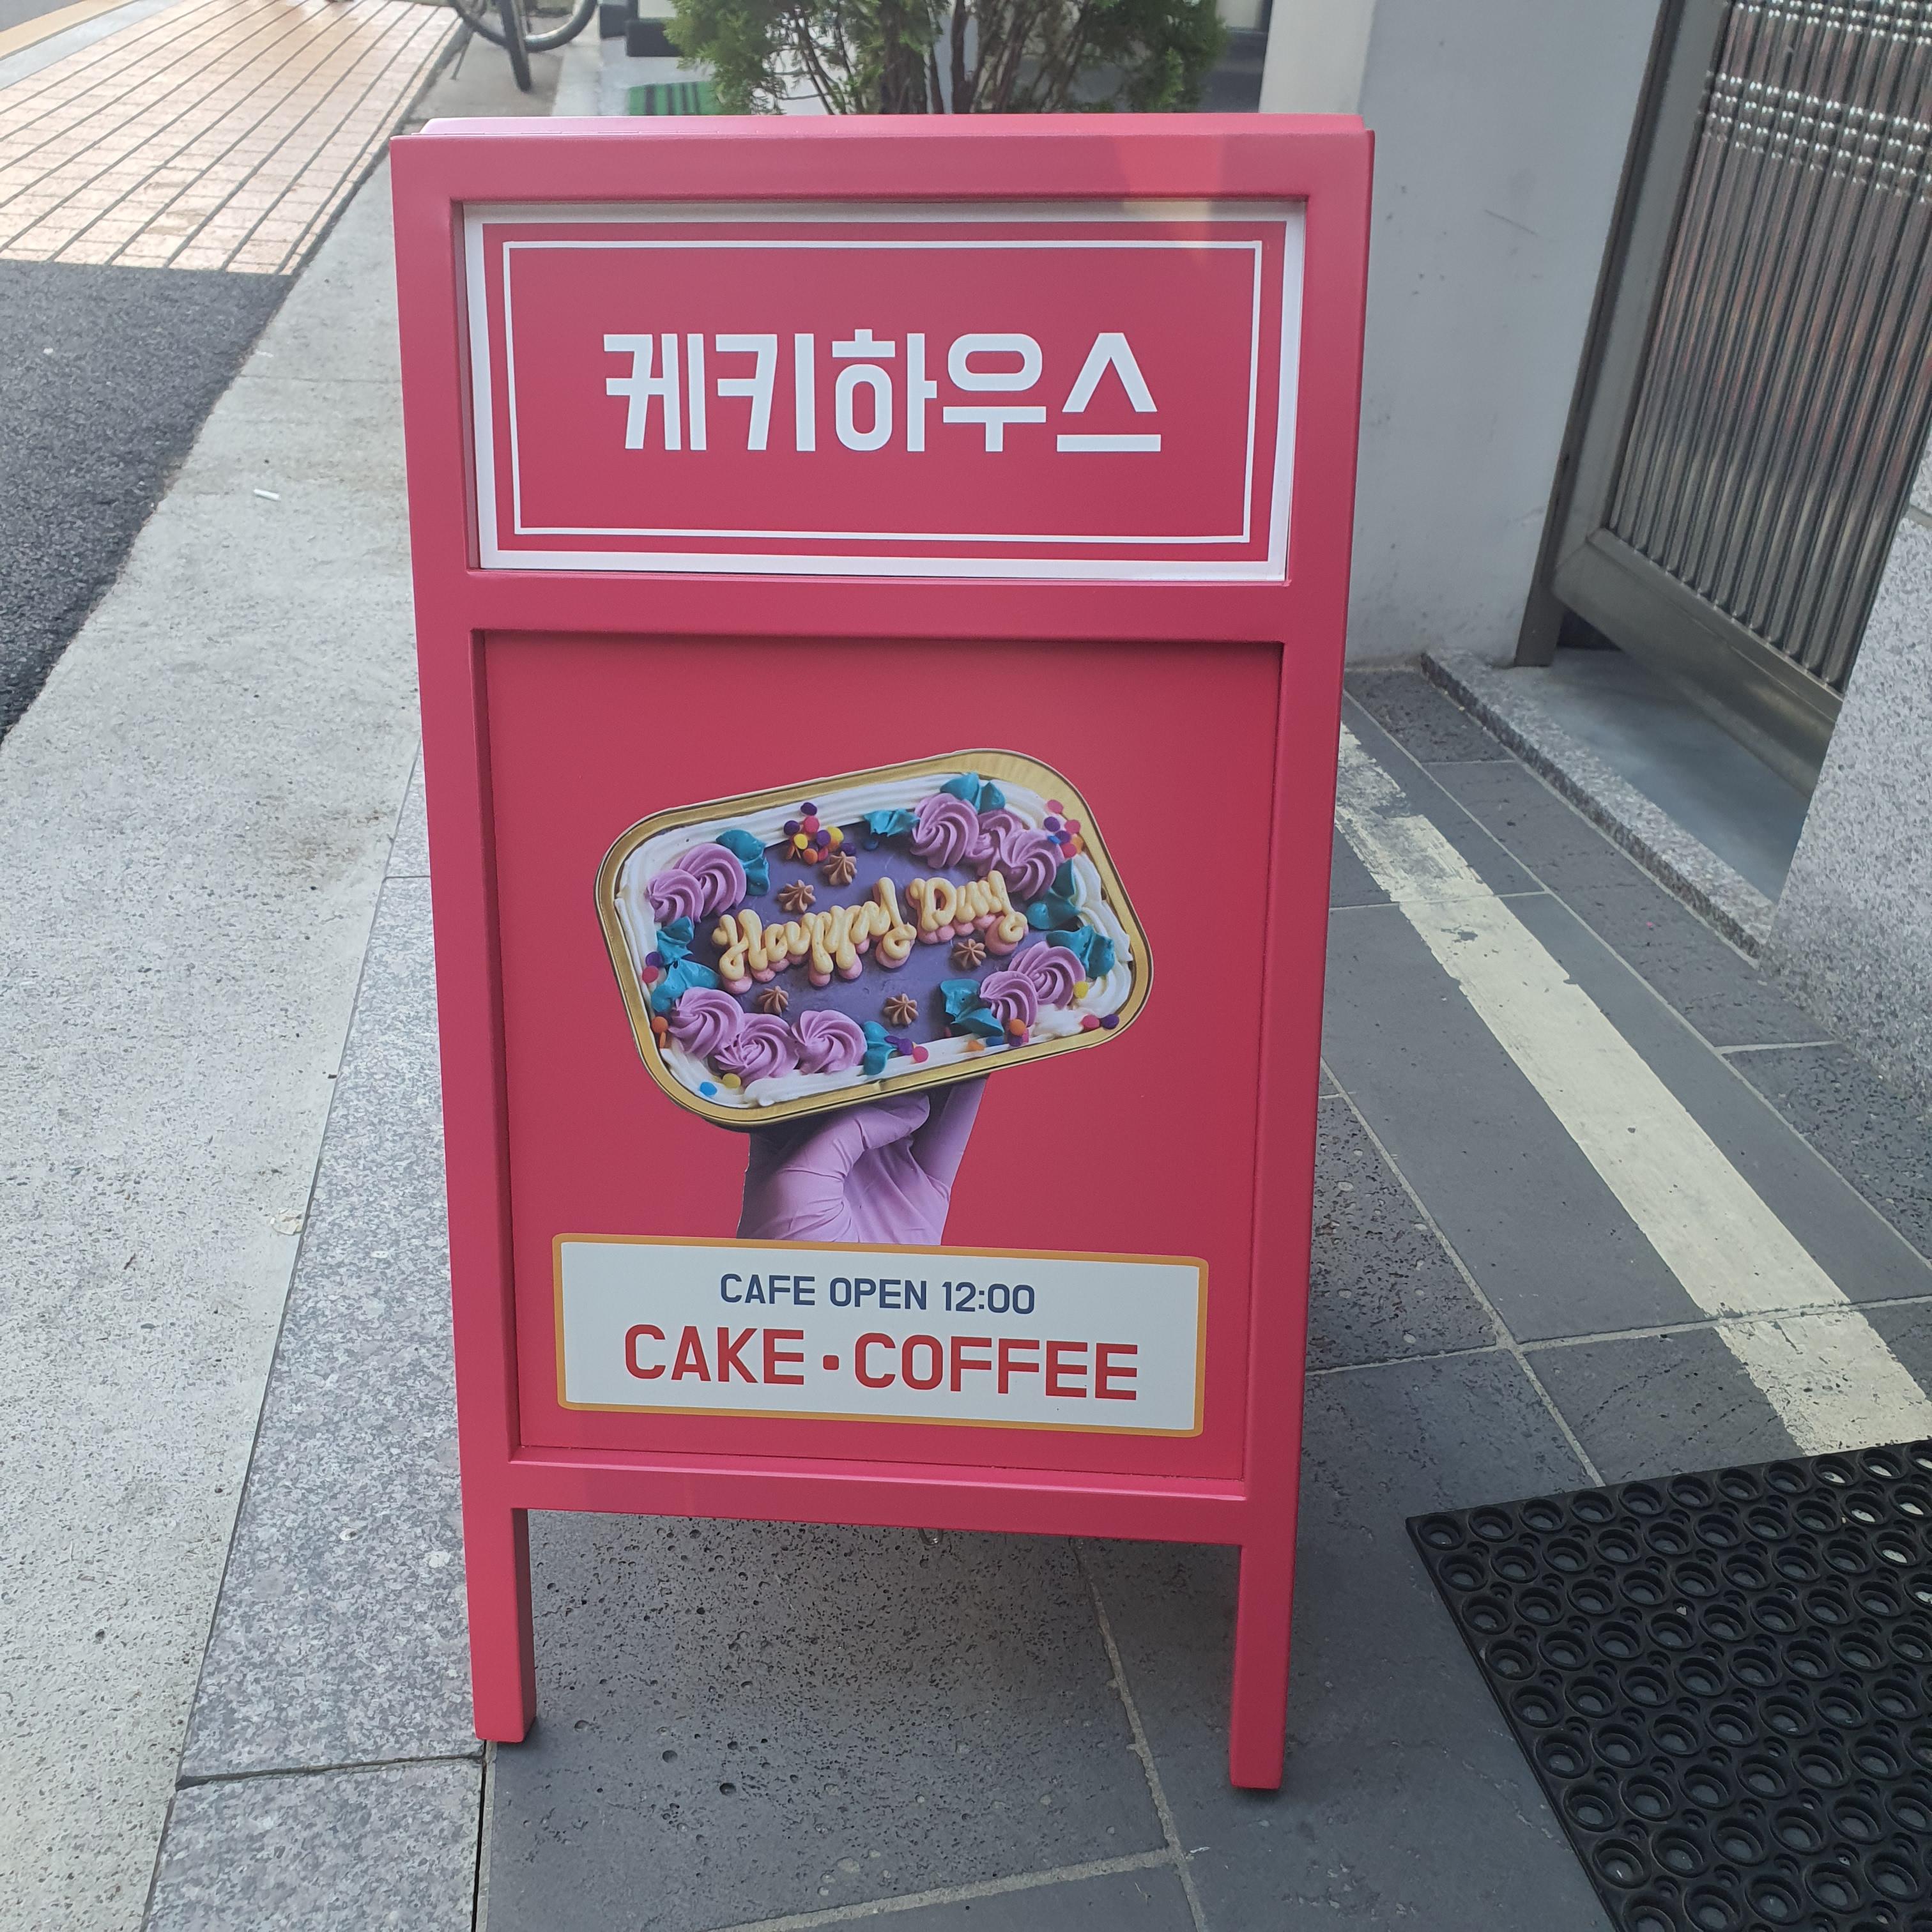 케키하우스
Happy Day!
CAFE OPEN 12:00
CAKE·COFFEE